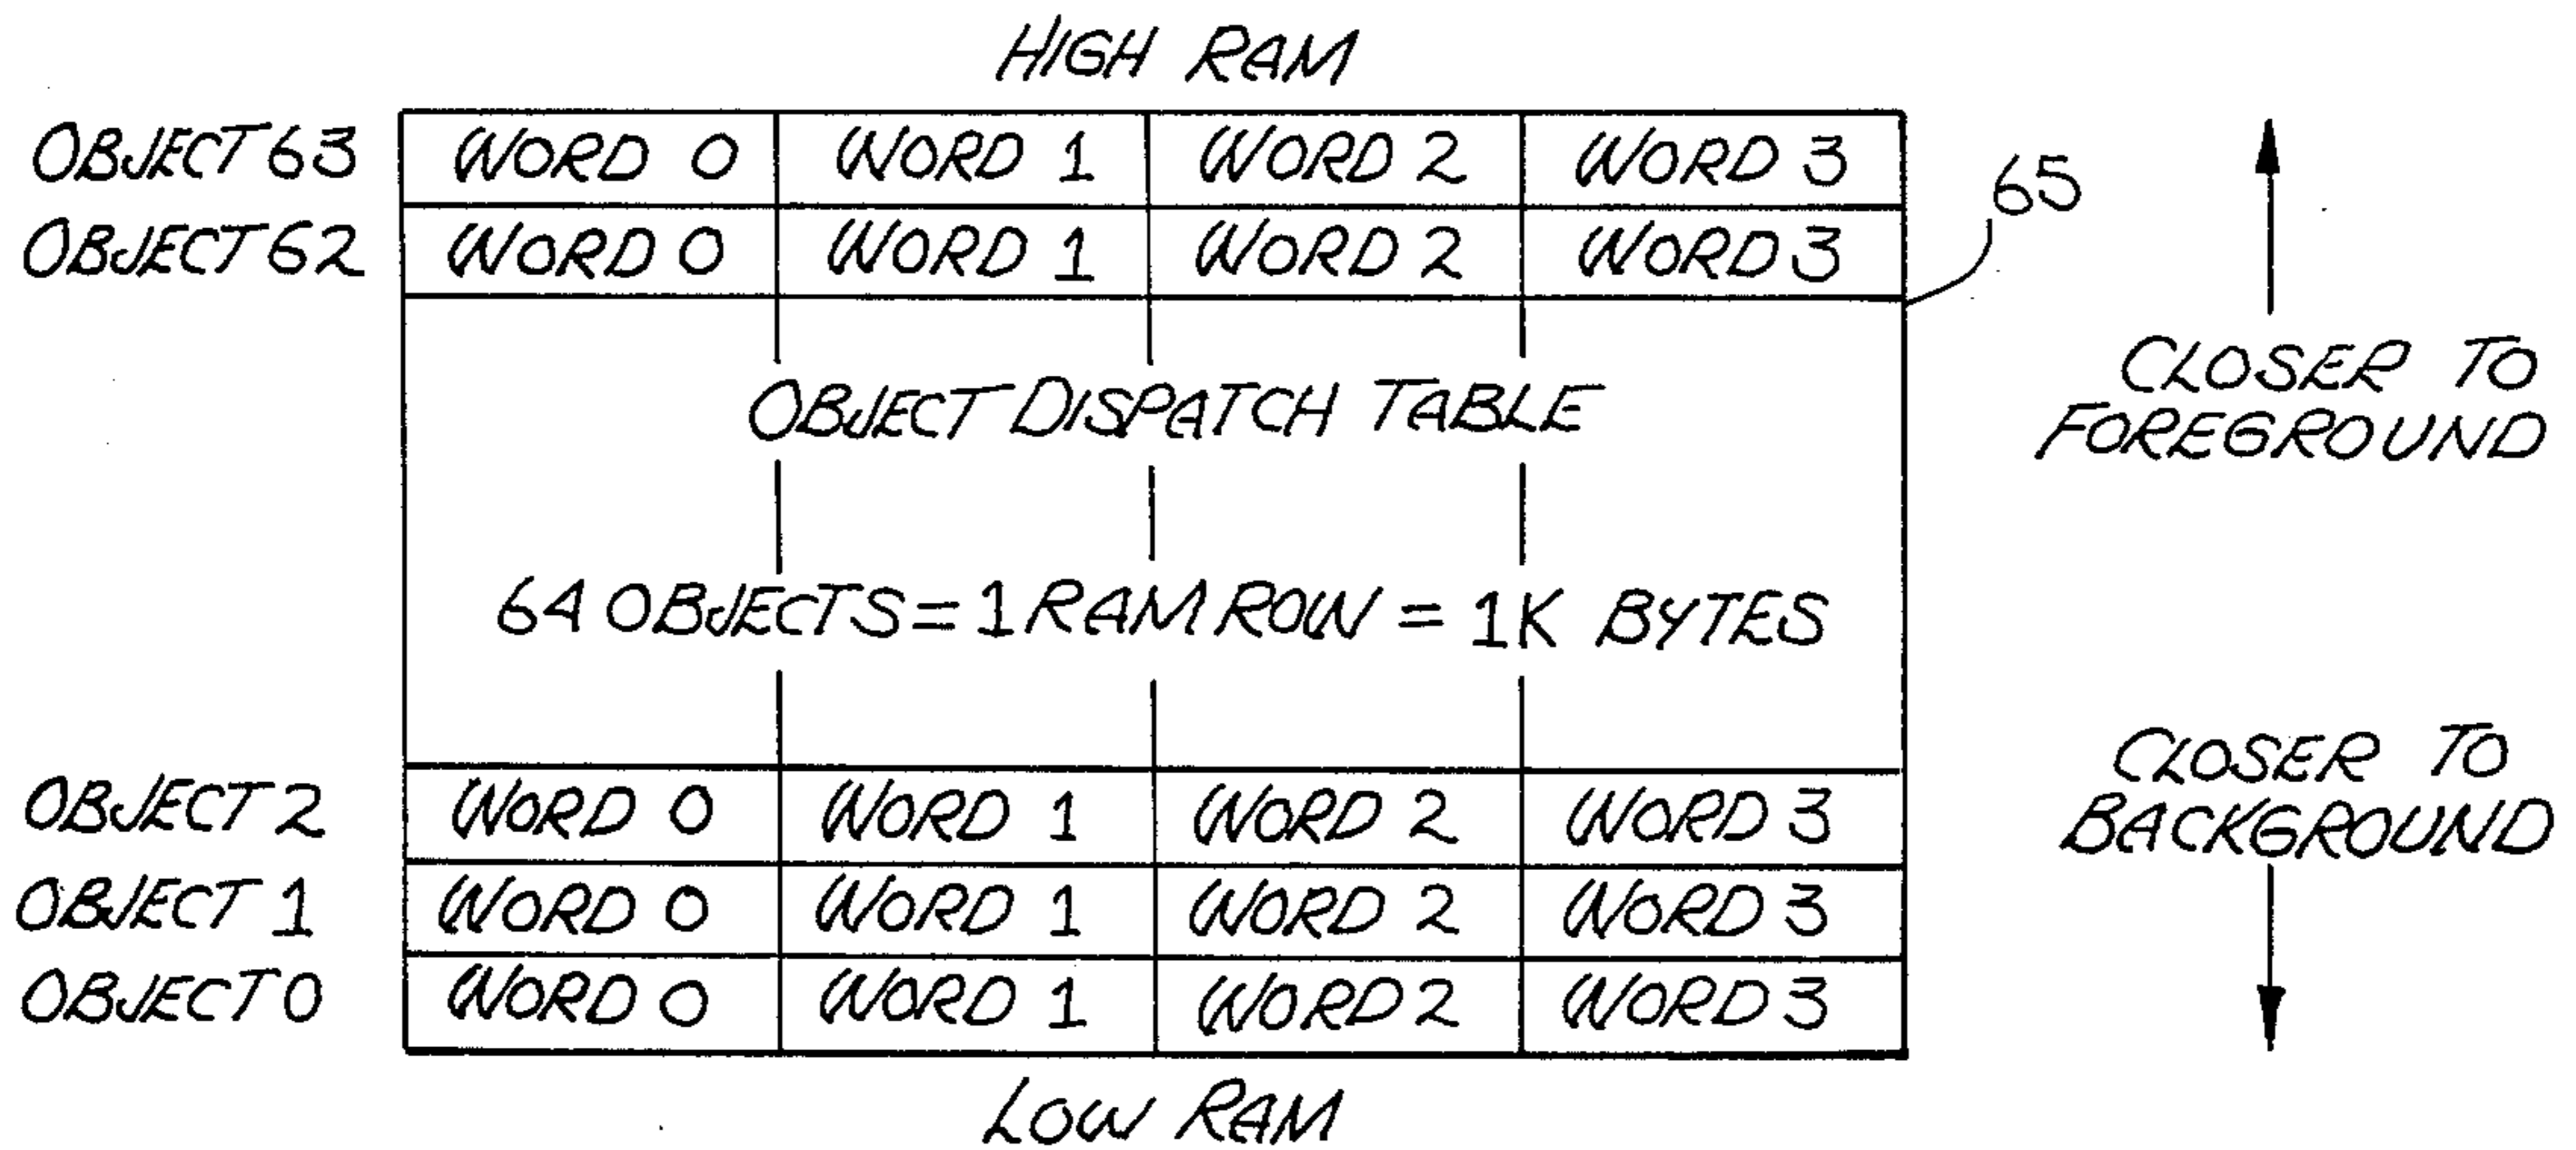 HIGH RAM
OBJECT 63 WORD 0 WORD 1 WORD 2 WORD 3
65
OBJECT 62 WORD 0 WORD 1 WORD 2 WORD 3
CLOSER TO
FOREGROUND
OBJECT DISPATCH TABLE
64 OBJECTS = 1 RAM ROW = 1K BYTES
CLOSER TO
BACKGROUND
OBJECT 2 WORD 0 WORD 1 WORD 2 WORD 3
OBJECT 1 WORD 0 WORD 1 WORD 2 WORD 3
OBJECT 0 WORD 0 WORD 1 WORD 2 WORD 3
LOW RAM